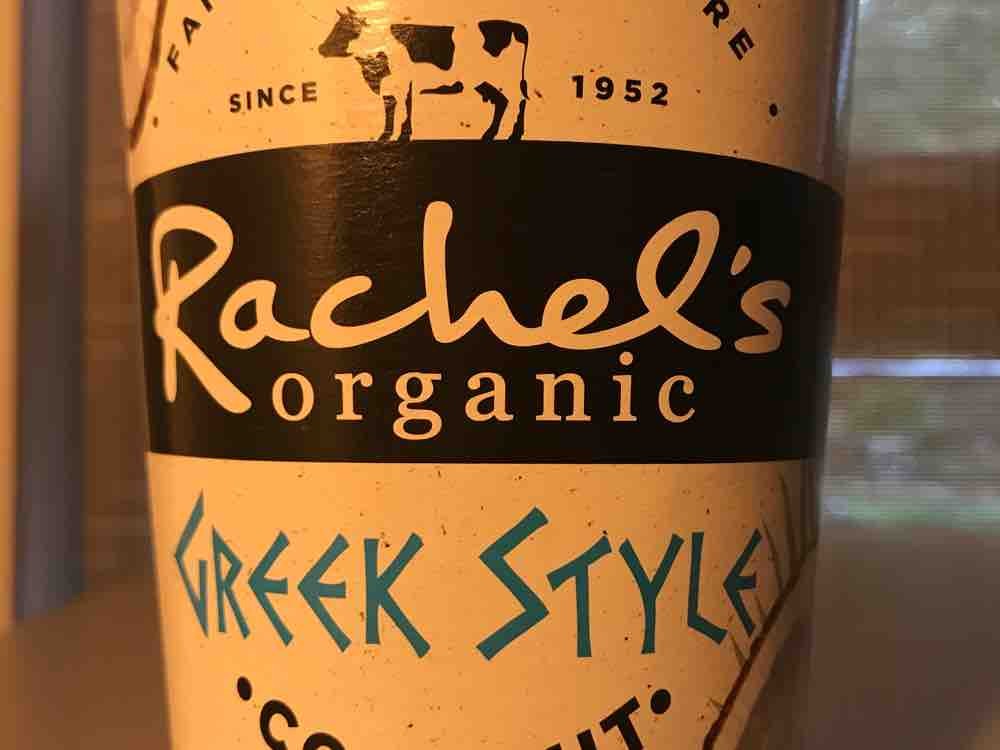 SINCE 1952
Rachel's
organic
GREEK STYLE